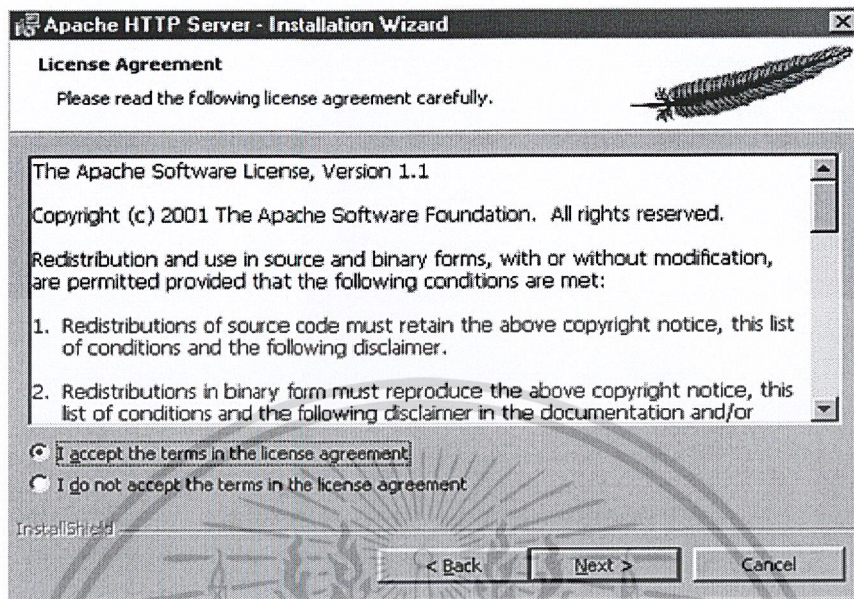 Apache HTTP Server - Installation Wizard
License Agreement
Please read the following license agreement carefully.
The Apache Software License, Version 1.1
Copyright (c) 2001 The Apache Software Foundation.  All rights reserved.
Redistribution and use in source and binary forms, with or without modification,
are permitted provided that the following conditions are met:
1. Redistributions of source code must retain the above copyright notice, this list
of conditions and the following disclaimer.
2. Redistributions in binary form must reproduce the above copyright notice, this
list of conditions and the following disclaimer in the documentation and/or
I accept the terms in the license agreement
I do not accept the terms in the license agreement
InstallShield
< Back
Next >
Cancel